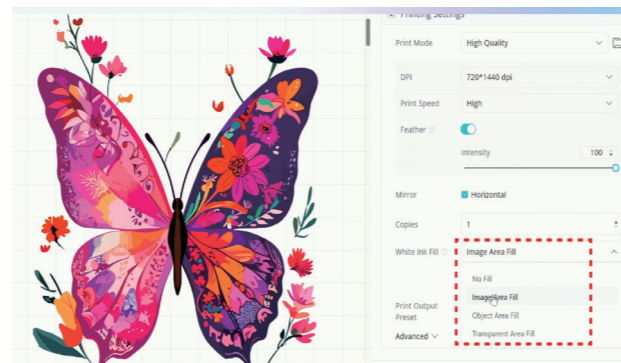 Printing Settings
Print Mode High Quality
DPI 720*1440 dpi
Print Speed High
Feather
Intensity 100
Mirror Horizontal
Copies 1
White Ink Fill Image Area Fill
No Fill
Image Area Fill
Print Output
Preset
Object Area Fill
Advanced Transparent Area Fill